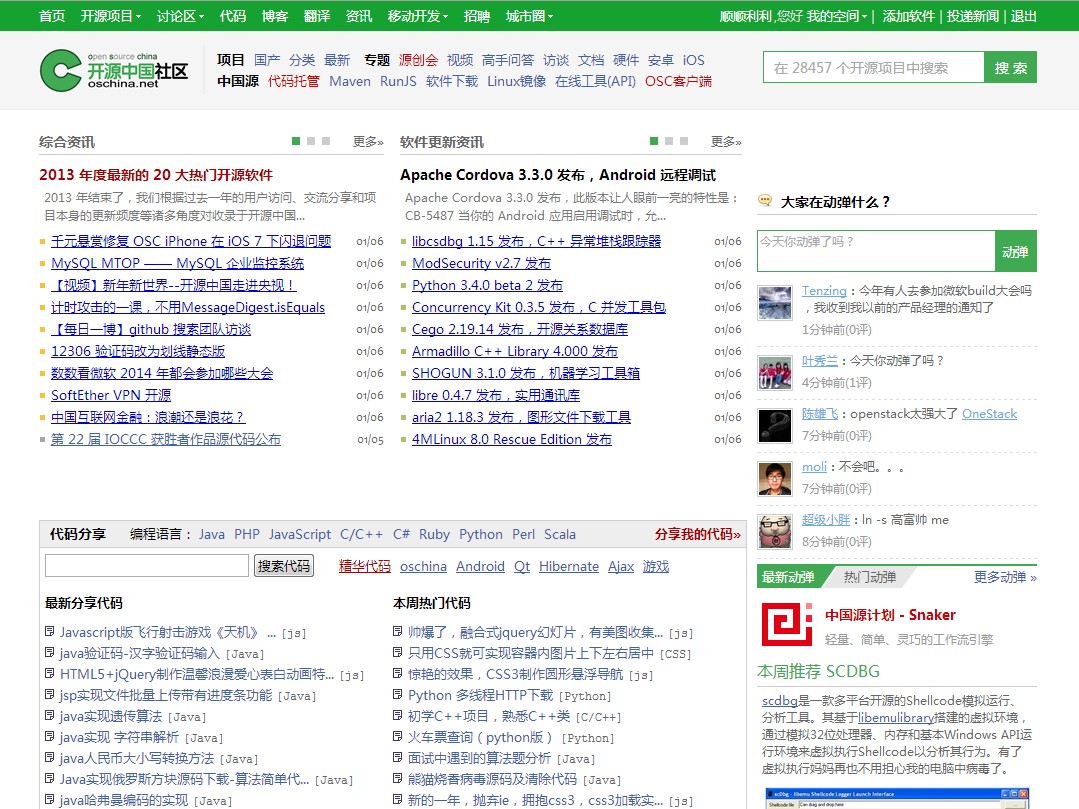 首页 开源项目 讨论区 代码 博客 翻译 资讯 移动开发 招聘 城市圈 顺顺利利,您好 我的空间 | 添加软件 | 投递新闻 | 退出
open source china
开源中国社区
oschina.net
项目 国产 分类 最新 专题 源创会 视频 高手问答 访谈 文档 硬件 安卓 iOS
中国源 代码托管 Maven RunJS 软件下载 Linux镜像 在线工具(API) OSC客户端
在 28457 个开源项目中搜索 搜 索
综合资讯 更多»
2013 年度最新的 20 大热门开源软件
2013 年结束了，我们根据过去一年的用户访问、交流分享和项
目本身的更新频度等诸多角度对收录于开源中国...
千元悬赏修复 OSC iPhone 在 iOS 7 下闪退问题 01/06
MySQL MTOP —— MySQL 企业监控系统 01/06
【视频】新年新世界--开源中国走进央视！ 01/06
计时攻击的一课，不用MessageDigest.isEquals 01/06
【每日一博】github 搜索团队访谈 01/06
12306 验证码改为划线静态版 01/06
数数看微软 2014 年都会参加哪些大会 01/06
SoftEther VPN 开源 01/06
中国互联网金融：浪潮还是浪花？ 01/06
第 22 届 IOCCC 获胜者作品源代码公布 01/05
软件更新资讯 更多»
Apache Cordova 3.3.0 发布，Android 远程调试
Apache Cordova 3.3.0 发布，此版本让人眼前一亮的特性是：
CB-5487 当你的 Android 应用启用调试时，允...
libcsdbg 1.15 发布，C++ 异常堆栈跟踪器 01/06
ModSecurity v2.7 发布 01/06
Python 3.4.0 beta 2 发布 01/06
Concurrency Kit 0.3.5 发布，C 并发工具包 01/06
Cego 2.19.14 发布，开源关系数据库 01/06
Armadillo C++ Library 4.000 发布 01/06
SHOGUN 3.1.0 发布，机器学习工具箱 01/06
libre 0.4.7 发布，实用通讯库 01/06
aria2 1.18.3 发布，图形文件下载工具 01/06
4MLinux 8.0 Rescue Edition 发布 01/06
大家在动弹什么？
今天你动弹了吗？ 动弹
Tenzing：今年有人去参加微软build大会吗
，我收到我以前的产品经理的通知了
1分钟前(0评)
叶秀兰：今天你动弹了吗？
4分钟前(1评)
陈雄飞：openstack太强大了 OneStack
7分钟前(0评)
moli：不会吧。。。
7分钟前(0评)
超级小胖：ln -s 高富帅 me
8分钟前(0评)
最新动弹 热门动弹 更多动弹 »
中国源计划 - Snaker
轻量、简单、灵巧的工作流引擎
本周推荐 SCDBG
scdbg是一款多平台开源的Shellcode模拟运行、
分析工具。其基于libemulibrary搭建的虚拟环境，
通过模拟32位处理器、内存和基本Windows API运
行环境来虚拟执行Shellcode以分析其行为。有了
虚拟执行妈妈再也不用担心我的电脑中病毒了。
scDbg - libemu Shellcode Logger Launch Interface
Shellcode file Can drag and drop here
代码分享 编程语言： Java PHP JavaScript C/C++ C# Ruby Python Perl Scala 分享我的代码»
搜索代码 精华代码 oschina Android Qt Hibernate Ajax 游戏
最新分享代码
Javascript版飞行射击游戏《天机》 ... [js]
java验证码-汉字验证码输入 [Java]
HTML5+jQuery制作温馨浪漫爱心表白动画特... [js]
jsp实现文件批量上传带有进度条功能 [Java]
java实现遗传算法 [Java]
java实现 字符串解析 [Java]
java人民币大小写转换方法 [Java]
Java实现俄罗斯方块源码下载-算法简单代... [Java]
java哈弗曼编码的实现 [Java]
本周热门代码
帅爆了，融合式jquery幻灯片，有美图收集... [js]
只用CSS就可实现容器内图片上下左右居中 [CSS]
惊艳的效果，CSS3制作圆形悬浮导航 [js]
Python 多线程HTTP下载 [Python]
初学C++项目，熟悉C++类 [C/C++]
火车票查询（python版 ） [Python]
面试中遇到的算法题分析 [Java]
熊猫烧香病毒源码及清除代码 [Java]
新的一年，抛弃ie，拥抱css3，css3加载实... [js]